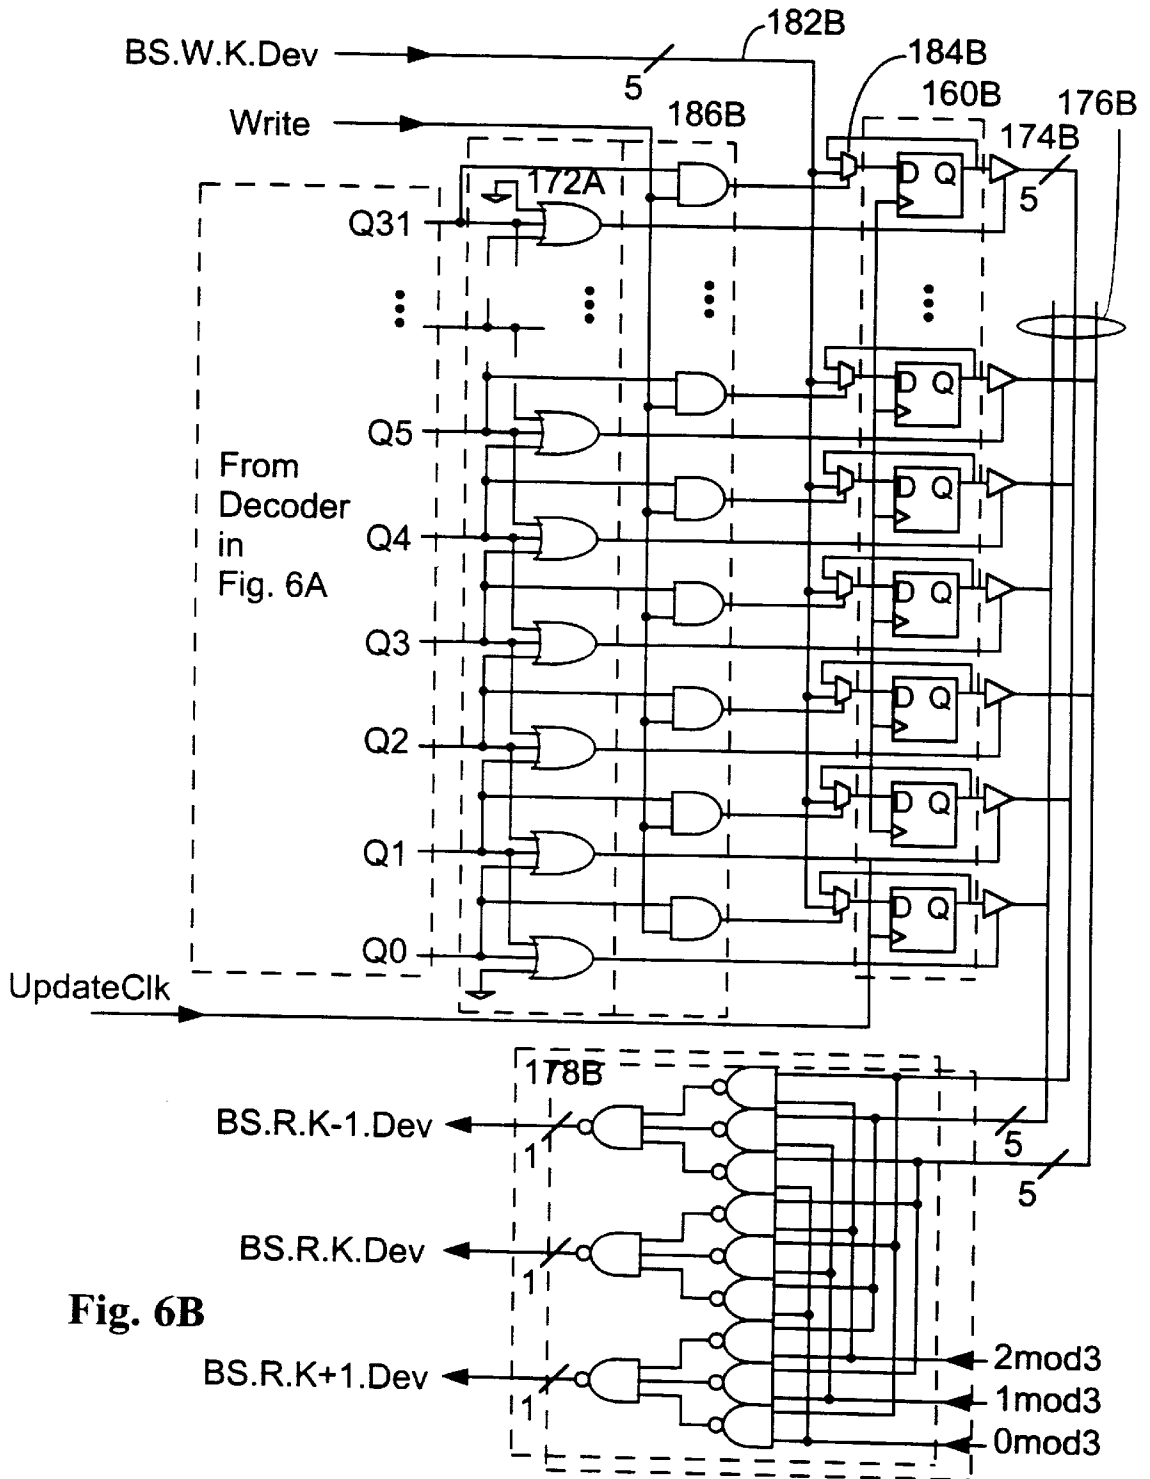 182B
BS.W.K.Dev
5
184B
160B
176B
Write
186B
174B
172A
D Q
5
Q31
D Q
Q5
From
Decoder
in
Fig. 6A
D Q
Q4
D Q
Q3
D Q
Q2
D Q
Q1
D Q
Q0
UpdateClk
178B
BS.R.K-1.Dev
1
5
5
BS.R.K.Dev
1
Fig. 6B
BS.R.K+1.Dev
1
2mod3
1mod3
0mod3